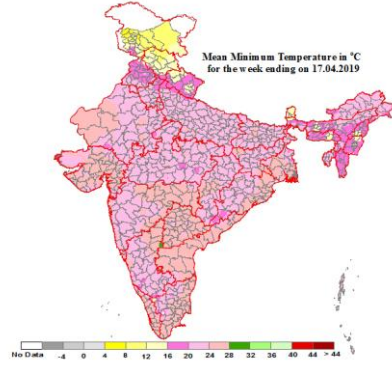 Mean Minimum Temperature in °C
for the week ending on 17.04.2019
No Data -4 0 4 8 12 16 20 24 28 32 36 40 44 > 44